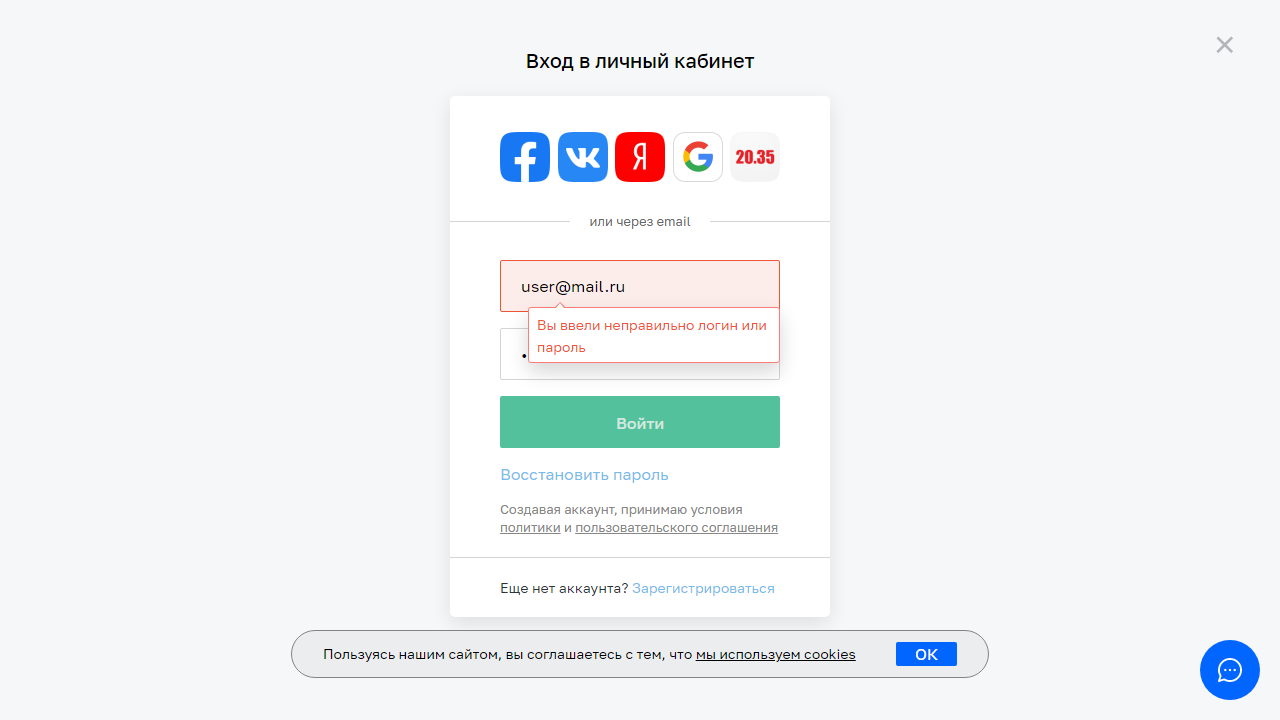 Вход в личный кабинет
20.35
или через email
user@mail.ru
Вы ввели неправильно логин или
пароль
Войти
Восстановить пароль
Создавая аккаунт, принимаю условия
политики и пользовательского соглашения
Еще нет аккаунта? Зарегистрироваться
Пользуясь нашим сайтом, вы соглашаетесь с тем, что мы используем cookies
OK